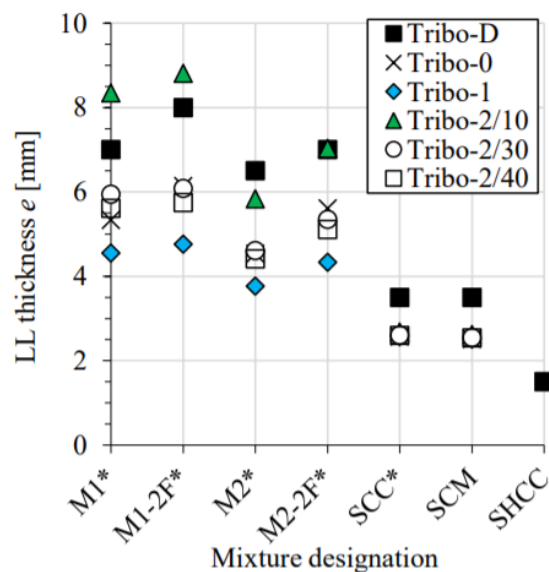 10
8
6
4
2
0
LL thickness e [mm]
Tribo-D
Tribo-0
Tribo-1
Tribo-2/10
Tribo-2/30
Tribo-2/40
M1*
M1-2F*
M2*
M2-2F*
SCC*
SCM
SHCC
Mixture designation